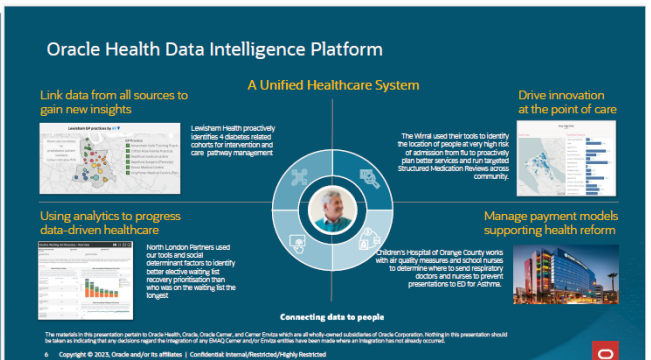 Oracle Health Data Intelligence Platform
A Unified Healthcare System
Link data from all sources to
gain new insights
Lewisham Health proactively
identifies 4 diabetes related
cohorts for intervention and
care pathway management
Drive innovation
at the point of care
The Wirral used their tools to identify
the location of people at very high risk
of admission from flu to proactively
plan better services and run targeted
Structured Medication Reviews across
community.
Using analytics to progress
data-driven healthcare
North London Partners used
our tools and social
determinant factors to identify
better elective waiting list
recovery prioritisation than
who was on the waiting list the
longest
Manage payment models
supporting health reform
Children's Hospital of Orange County works
with air quality measures and school nurses
to determine where to send respiratory
doctors and nurses to prevent
presentations to ED for Asthma.
Connecting data to people
The materials in this presentation pertain to Oracle Health, Oracle, Oracle Cerner, and Cerner Enviza which are all wholly-owned subsidiaries of Oracle Corporation. Nothing in this presentation should
be taken as indicating that any decisions regard the integration of any EMAQ Cerner and/or Enviza entities have been made where an integration has not already occurred.
6 Copyright © 2023, Oracle and/or its affiliates | Confidential: Internal/Restricted/Highly Restricted